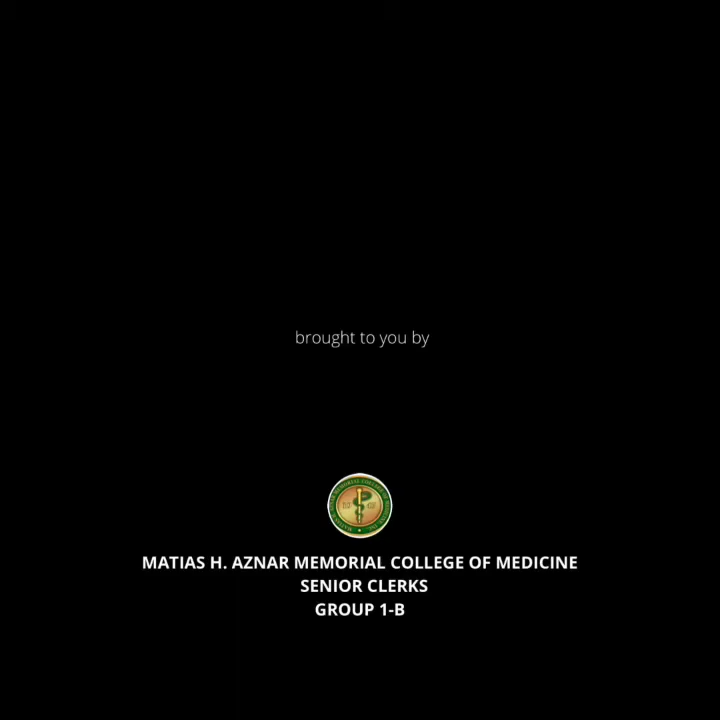 brought to you by
MATIAS H. AZNAR MEMORIAL COLLEGE OF MEDICINE
SENIOR CLERKS
GROUP 1-B